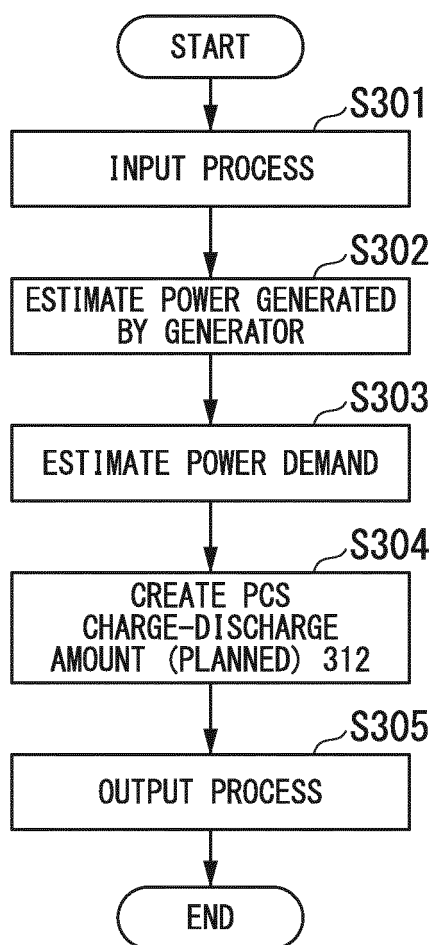 START
S301
INPUT PROCESS
S302
ESTIMATE POWER GENERATED
BY GENERATOR
S303
ESTIMATE POWER DEMAND
S304
CREATE PCS
CHARGE-DISCHARGE
AMOUNT (PLANNED) 312
S305
OUTPUT PROCESS
END